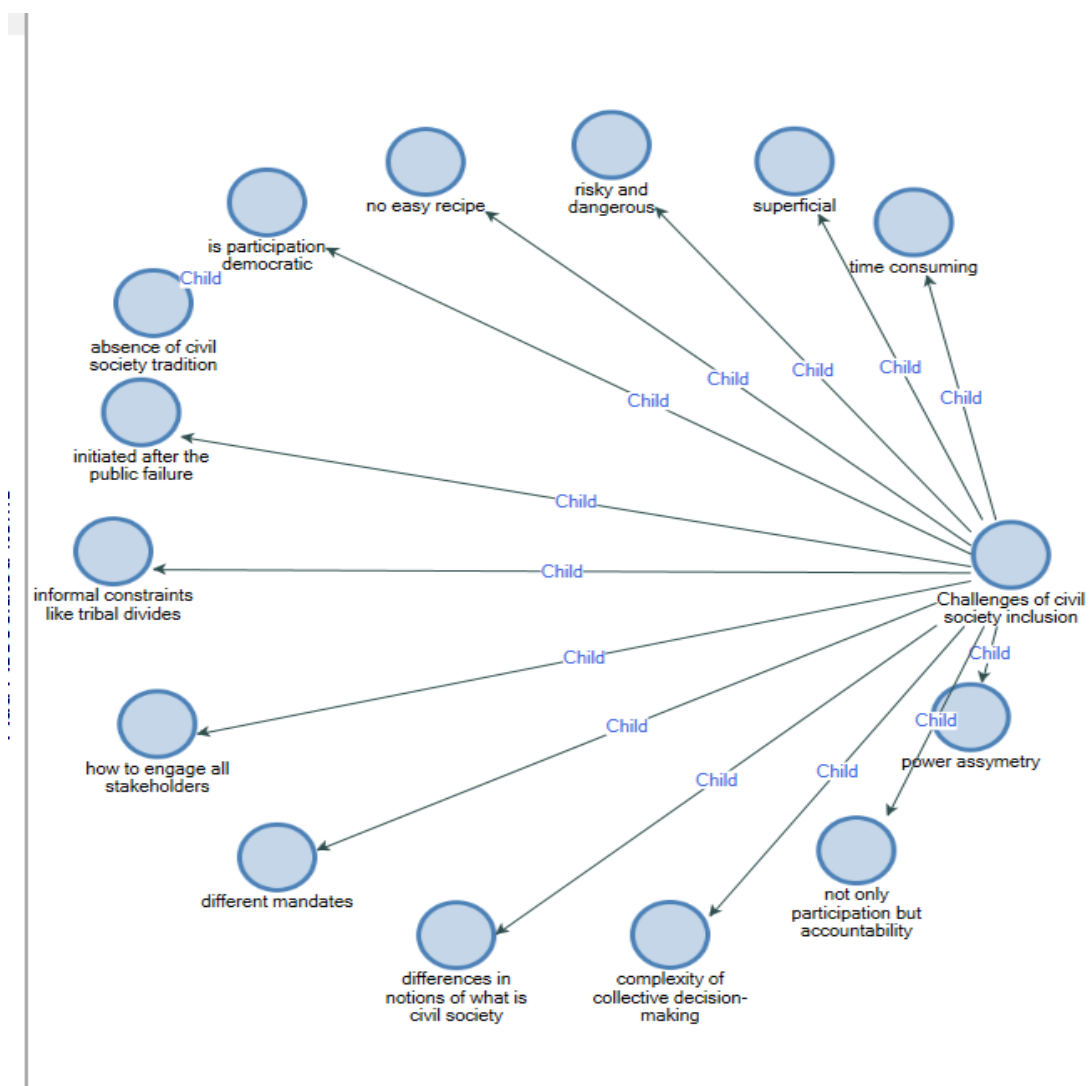 no easy recipe
risky and
dangerous
superficial
time consuming
is participation
democratic
Child
absence of civil
society tradition
initiated after the
public failure
informal constraints
like tribal divides
how to engage all
stakeholders
different mandates
differences in
notions of what is
civil society
complexity of
collective decision-
making
not only
participation but
accountability
power assymetry
Challenges of civil
society inclusion
Child
Child
Child
Child
Child
Child
Child
Child
Child
Child
Child
Child
Child